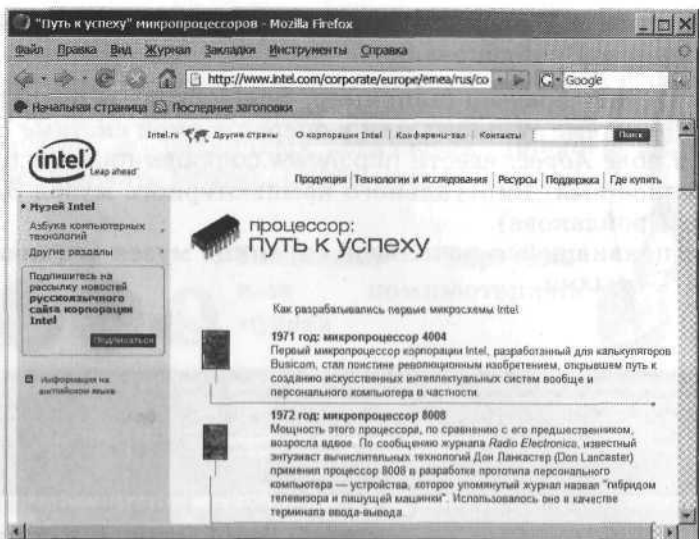 "Путь к успеху" микропроцессоров - Mozilla Firefox
Файл Правка Вид Журнал Закладки Инструменты Справка
http://www.intel.com/corporate/europe/emea/rus/co
Google
Начальная страница Последние заголовки
Intel.ru Другие страны О корпорации Intel | Конференц-зал | Контакты Поиск
intel
Leap ahead
Продукция | Технологии и исследования | Ресурсы | Поддержка | Где купить
Музей Intel
Азбука компьютерных
технологий
Другие разделы
Подпишитесь на
рассылку новостей
русскоязычного
сайта корпорации
Intel
Подписаться
Информация на
английском языке
процессор:
путь к успеху
Как разрабатывались первые микросхемы Intel
1971 год: микропроцессор 4004
Первый микропроцессор корпорации Intel, разработанный для калькуляторов
Busicom, стал поистине революционным изобретением, открывшем путь к
созданию искусственных интеллектуальных систем вообще и
персонального компьютера в частности.
1972 год: микропроцессор 8008
Мощность этого процессора, по сравнению с его предшественником,
возросла вдвое. По сообщению журнала Radio Electronics, известный
энтузиаст вычислительных технологий Дон Ланкастер (Don Lancaster)
применил процессор 8008 в разработке прототипа персонального
компьютера — устройства, которое упомянутый журнал назвал "гибридом
телевизора и пишущей машинки". Использовалось оно в качестве
терминала ввода-вывода.